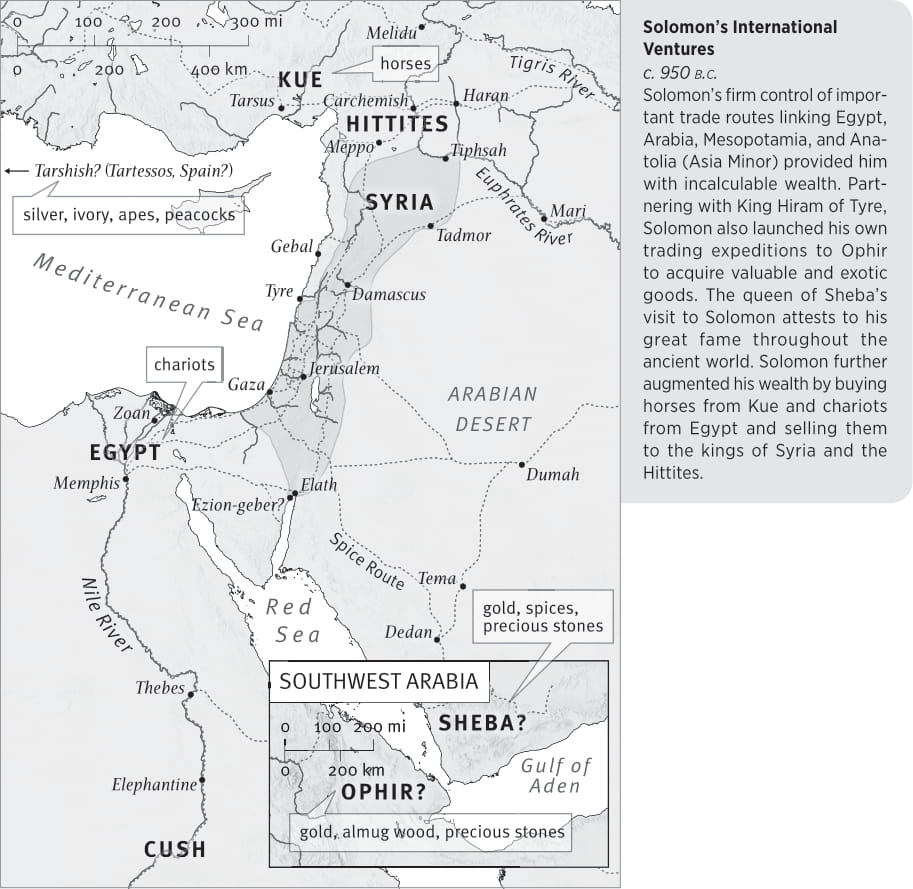 0 100 200 300 mi
0 200 400 km
Melidu
horses
KUE
Tigris River
Tarsus
Carchemish
Haran
HITTITES
Aleppo
Tiphsah
Tarshish? (Tartessos, Spain?)
silver, ivory, apes, peacocks
SYRIA
Euphrates River
Mari
Tadmor
Gebal
Mediterranean Sea
Tyre
Damascus
chariots
Jerusalem
Gaza
ARABIAN
DESERT
Zoan
EGYPT
Memphis
Dumah
Elath
Ezion-geber?
Spice Route
Tema
Nile River
Red
Sea
gold, spices,
precious stones
Dedan
Thebes
SOUTHWEST ARABIA
0 100 200 mi
0 200 km
SHEBA?
Gulf of
Aden
OPHIR?
gold, almug wood, precious stones
Elephantine
CUSH
Solomon’s International
Ventures
c. 950 B.C.
Solomon’s firm control of impor-
tant trade routes linking Egypt,
Arabia, Mesopotamia, and Ana-
tolia (Asia Minor) provided him
with incalculable wealth. Part-
nering with King Hiram of Tyre,
Solomon also launched his own
trading expeditions to Ophir
to acquire valuable and exotic
goods. The queen of Sheba’s
visit to Solomon attests to his
great fame throughout the
ancient world. Solomon further
augmented his wealth by buying
horses from Kue and chariots
from Egypt and selling them
to the kings of Syria and the
Hittites.